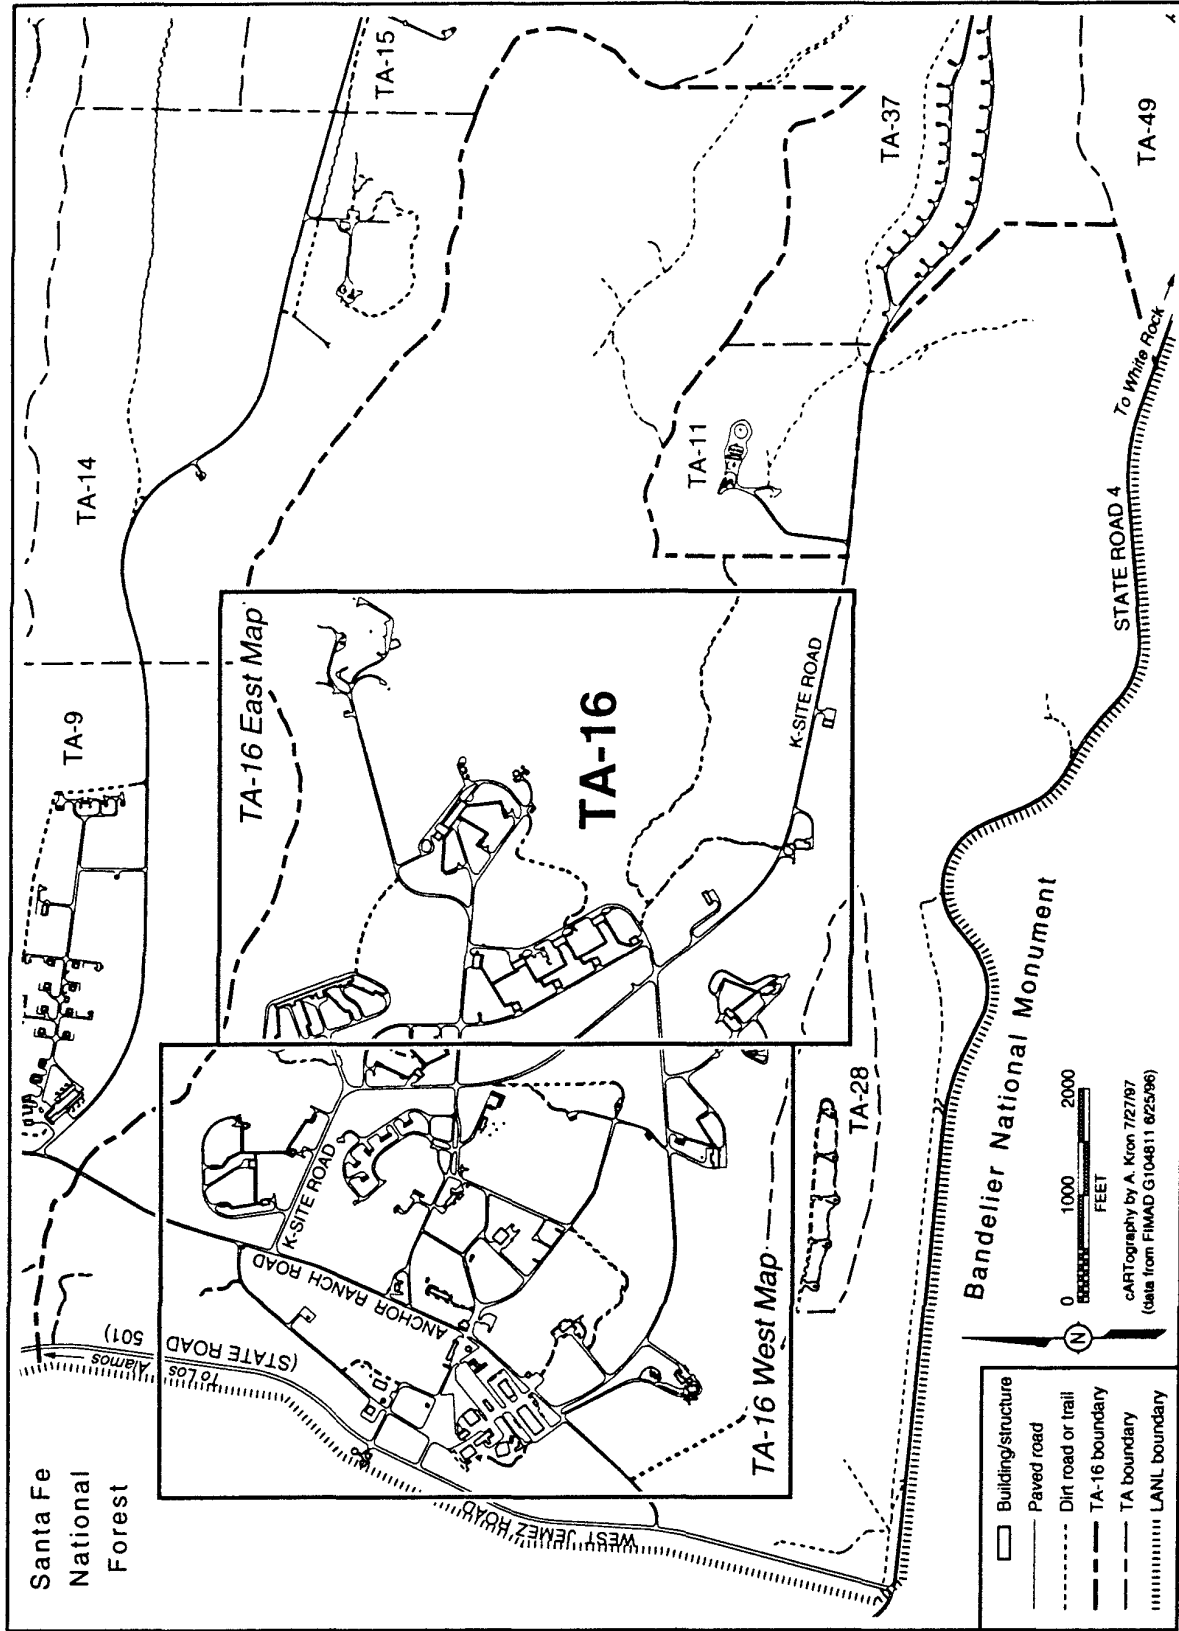 Santa Fe
National
Forest
To Los
Alamos
(STATE ROAD 501)
WEST JEMEZ ROAD
ANCHOR RANCH ROAD
K-SITE ROAD
TA-16 West Map
TA-9
TA-14
TA-15
TA-16 East Map
TA-16
K-SITE ROAD
TA-11
TA-37
TA-49
TA-28
STATE ROAD 4
To White Rock
Bandelier National Monument
N
0 1000 2000
FEET
cARTography by A. Kron 7/27/97
(data from FIMAD G104811 6/25/96)
Building/structure
Paved road
Dirt road or trail
TA-16 boundary
TA boundary
LANL boundary